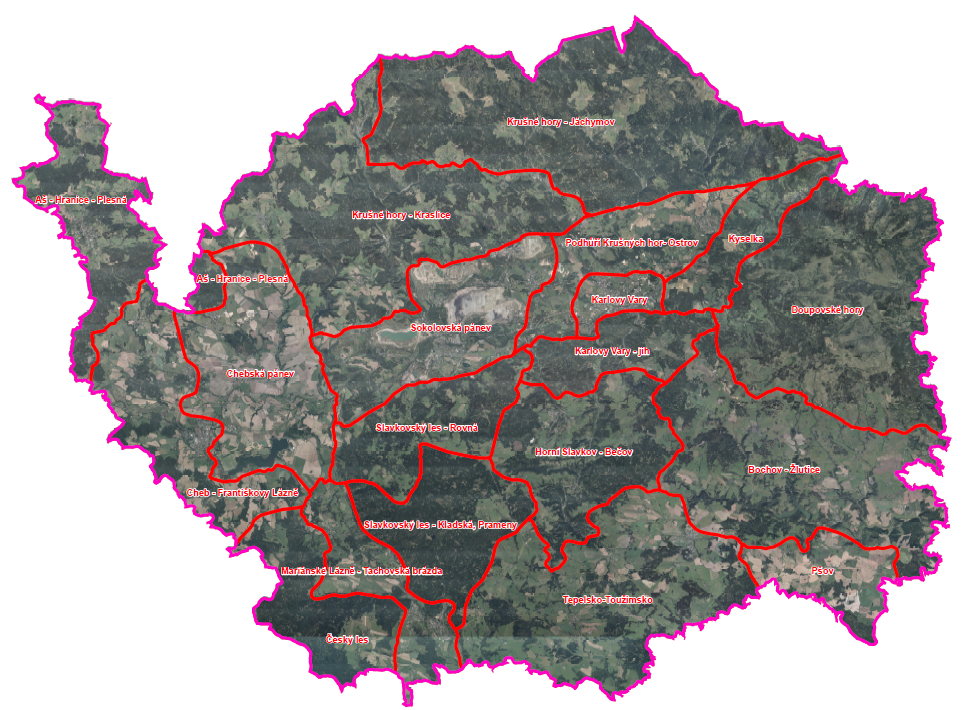 Krušné hory - Jáchymov
Aš - Hranice - Plesná
Krušné hory - Kraslice
Kyselka
Podhůří Krušných hor- Ostrov
Aš - Hranice - Plesná
Karlovy Vary
Doupovské hory
Sokolovská pánev
Karlovy Vary - jih
Chebská pánev
Slavkovský les - Rovná
Horní Slavkov - Bečov
Bochov - Žlutice
Cheb - Františkovy Lázně
Slavkovský les - Kladská, Prameny
Mariánské Lázně - Tachovská brázda
Pšov
Tepelsko-Toužimsko
Český les